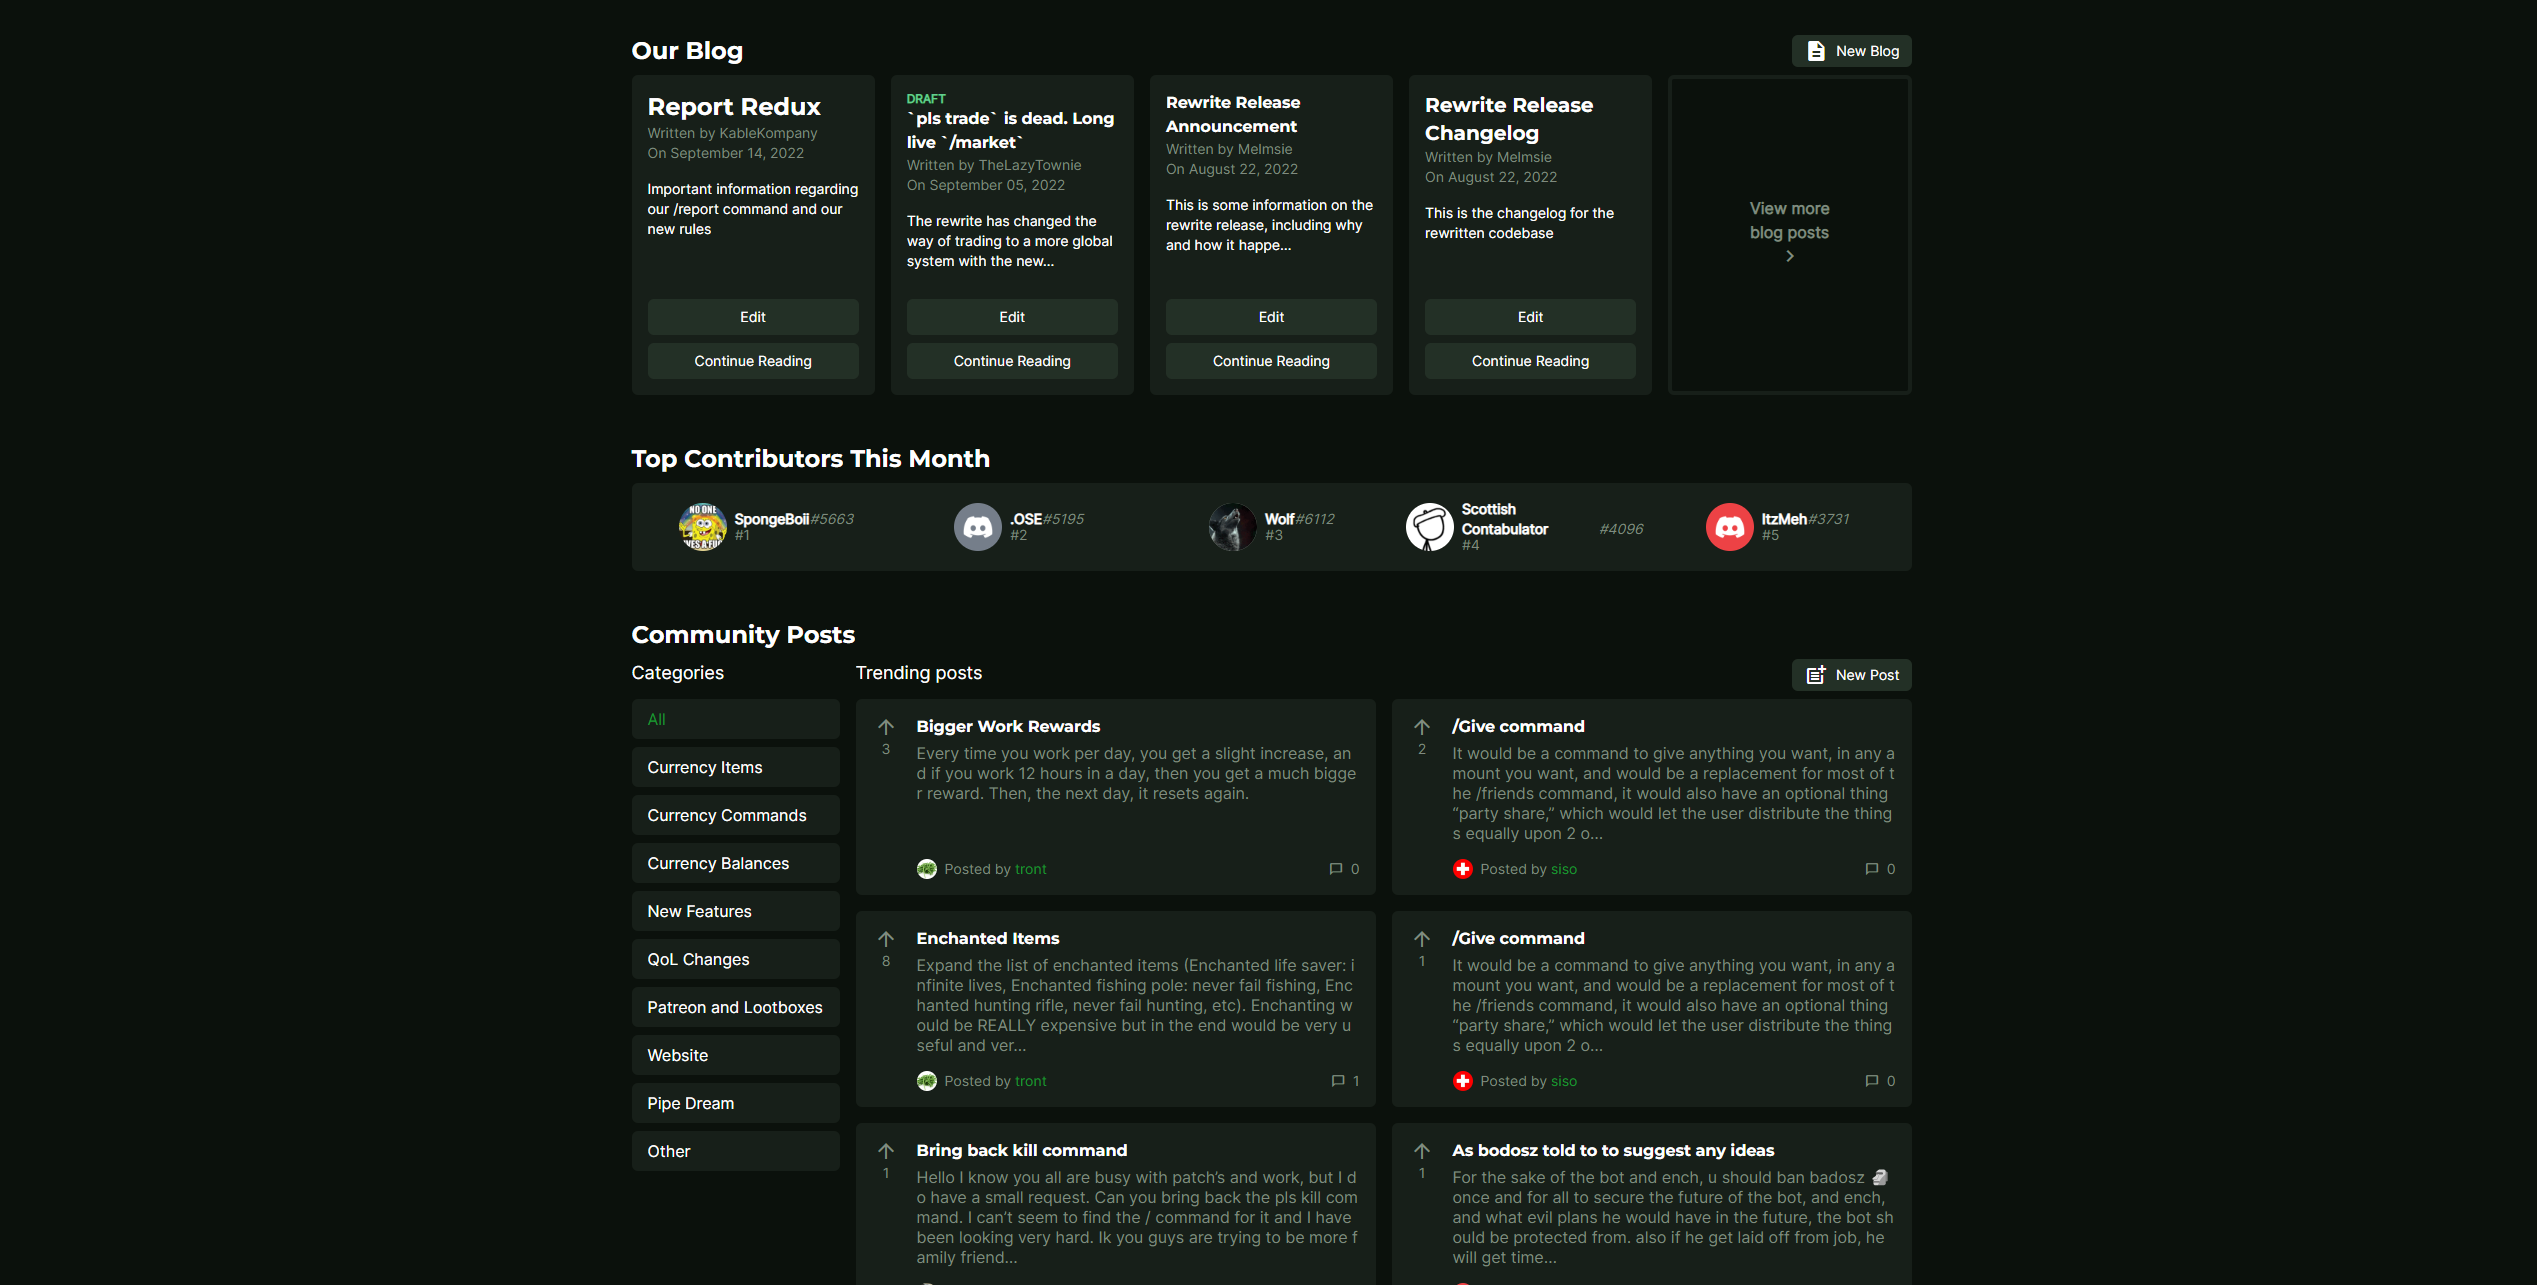 Our Blog
New Blog
Report Redux
Written by KableKompany
On September 14, 2022
Important information regarding
our /report command and our
new rules
Edit
Continue Reading
DRAFT
`pls trade` is dead. Long
live `/market`
Written by TheLazyTownie
On September 05, 2022
The rewrite has changed the
way of trading to a more global
system with the new...
Edit
Continue Reading
Rewrite Release
Announcement
Written by Melmsie
On August 22, 2022
This is some information on the
rewrite release, including why
and how it happe...
Edit
Continue Reading
Rewrite Release
Changelog
Written by Melmsie
On August 22, 2022
This is the changelog for the
rewritten codebase
Edit
Continue Reading
View more
blog posts
Top Contributors This Month
NO ONE
SpongeBoii#5663
#1
.OSE#5195
#2
Wolf#6112
#3
Scottish
Contabulator
#4096
#4
ItzMeh#3731
#5
Community Posts
Categories
All
Currency Items
Currency Commands
Currency Balances
New Features
QoL Changes
Patreon and Lootboxes
Website
Pipe Dream
Other
Trending posts
New Post
3
Bigger Work Rewards
Every time you work per day, you get a slight increase, an
d if you work 12 hours in a day, then you get a much bigge
r reward. Then, the next day, it resets again.
Posted by tront
0
2
/Give command
It would be a command to give anything you want, in any a
mount you want, and would be a replacement for most of t
he /friends command, it would also have an optional thing
“party share,” which would let the user distribute the thing
s equally upon 2 o...
Posted by siso
0
8
Enchanted Items
Expand the list of enchanted items (Enchanted life saver: i
nfinite lives, Enchanted fishing pole: never fail fishing, Enc
hanted hunting rifle, never fail hunting, etc). Enchanting w
ould be REALLY expensive but in the end would be very u
seful and ver...
Posted by tront
1
1
/Give command
It would be a command to give anything you want, in any a
mount you want, and would be a replacement for most of t
he /friends command, it would also have an optional thing
“party share,” which would let the user distribute the thing
s equally upon 2 o...
Posted by siso
0
1
Bring back kill command
Hello I know you all are busy with patch’s and work, but I d
o have a small request. Can you bring back the pls kill com
mand. I can’t seem to find the / command for it and I have
been looking very hard. Ik you guys are trying to be more f
amily friend...
1
As bodosz told to to suggest any ideas
For the sake of the bot and ench, u should ban badosz 🗿
once and for all to secure the future of the bot, and ench,
and what evil plans he would have in the future, the bot sh
ould be protected from. also if he get laid off from job, he
will get time...